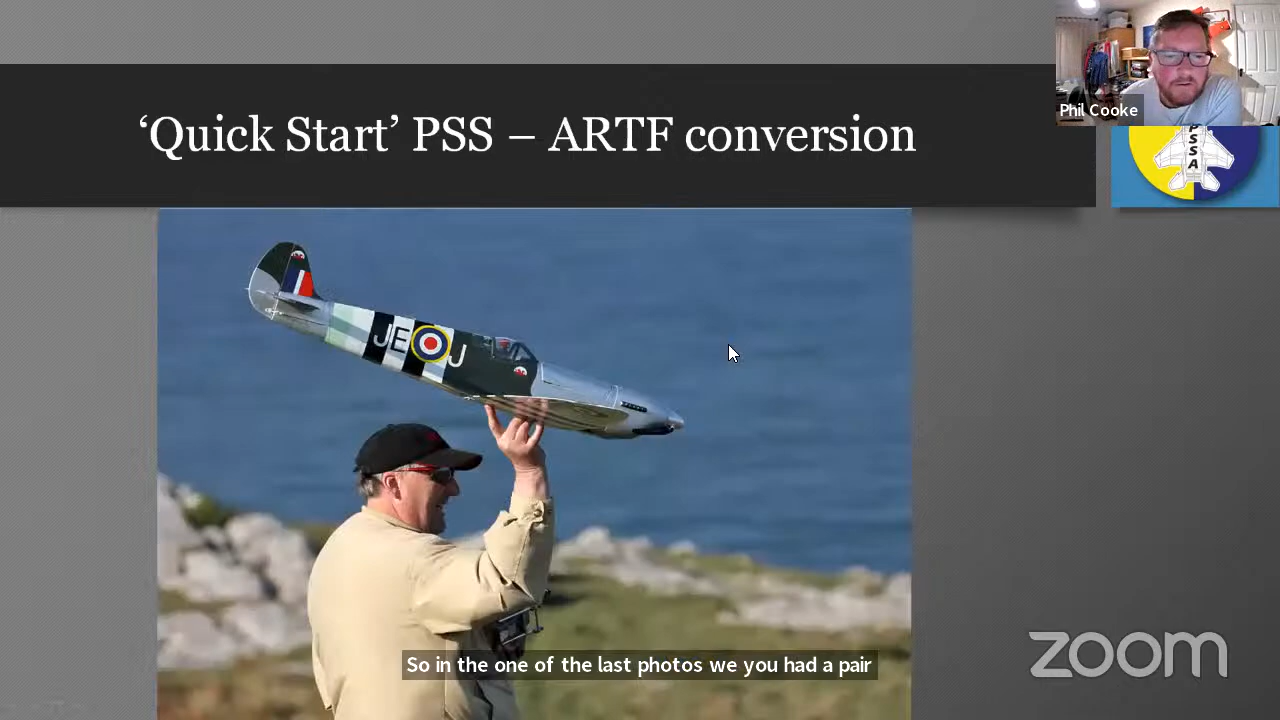 ‘Quick Start’ PSS – ARTF conversion
Phil Cooke
PSSA
JE J
So in the one of the last photos we you had a pair
zoom